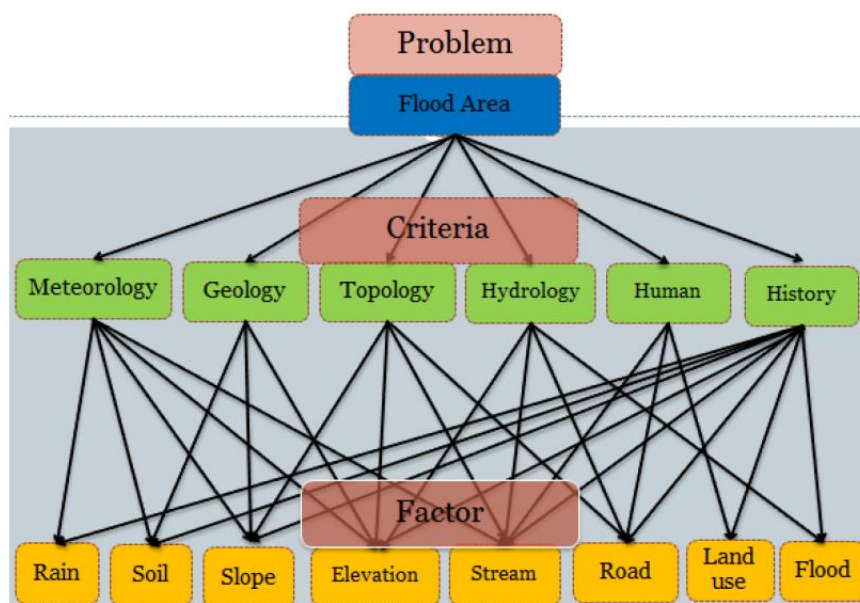 Problem
Flood Area
Criteria
Meteorology
Geology
Topology
Hydrology
Human
History
Factor
Rain
Soil
Slope
Elevation
Stream
Road
Land
use
Flood